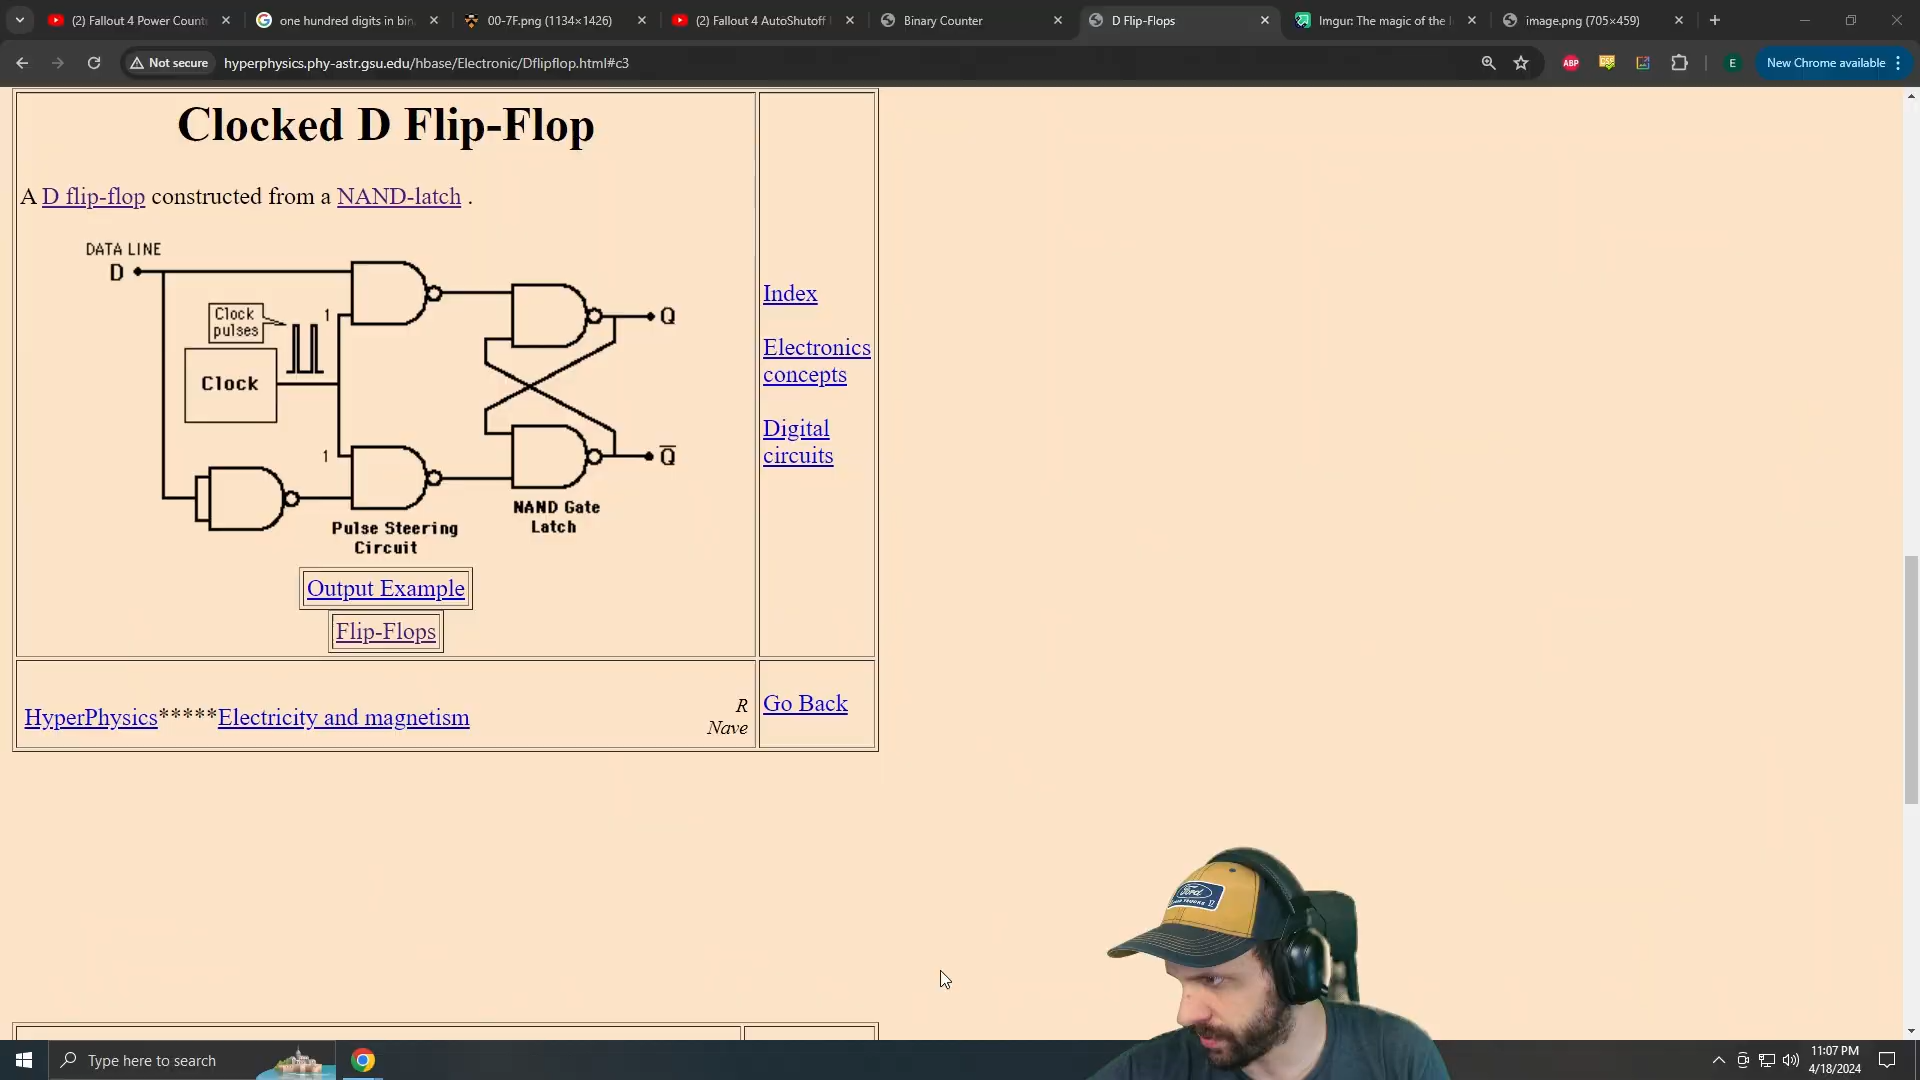 (2) Fallout 4 Power Count
one hundred digits in bin
00-7F.png (1134×1426)
(2) Fallout 4 AutoShutoff
Binary Counter
D Flip-Flops
Imgur: The magic of the I
image.png (705×459)
Not secure
hyperphysics.phy-astr.gsu.edu/hbase/Electronic/Dflipflop.html#c3
ABP
E
New Chrome available
Clocked D Flip-Flop
A D flip-flop constructed from a NAND-latch .
DATA LINE
D
Clock
pulses
1
Clock
1
Q
Q̅
NAND Gate
Latch
Pulse Steering
Circuit
Output Example
Flip-Flops
Index
Electronics
concepts
Digital
circuits
HyperPhysics*****Electricity and magnetism
R
Nave
Go Back
Ford
Type here to search
11:07 PM
4/18/2024